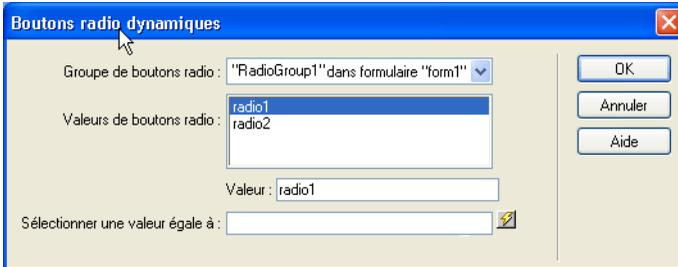 Boutons radio dynamiques
Groupe de boutons radio : "RadioGroup1" dans formulaire "form1"
OK
Valeurs de boutons radio : radio1
radio2
Annuler
Aide
Valeur : radio1
Sélectionner une valeur égale à :